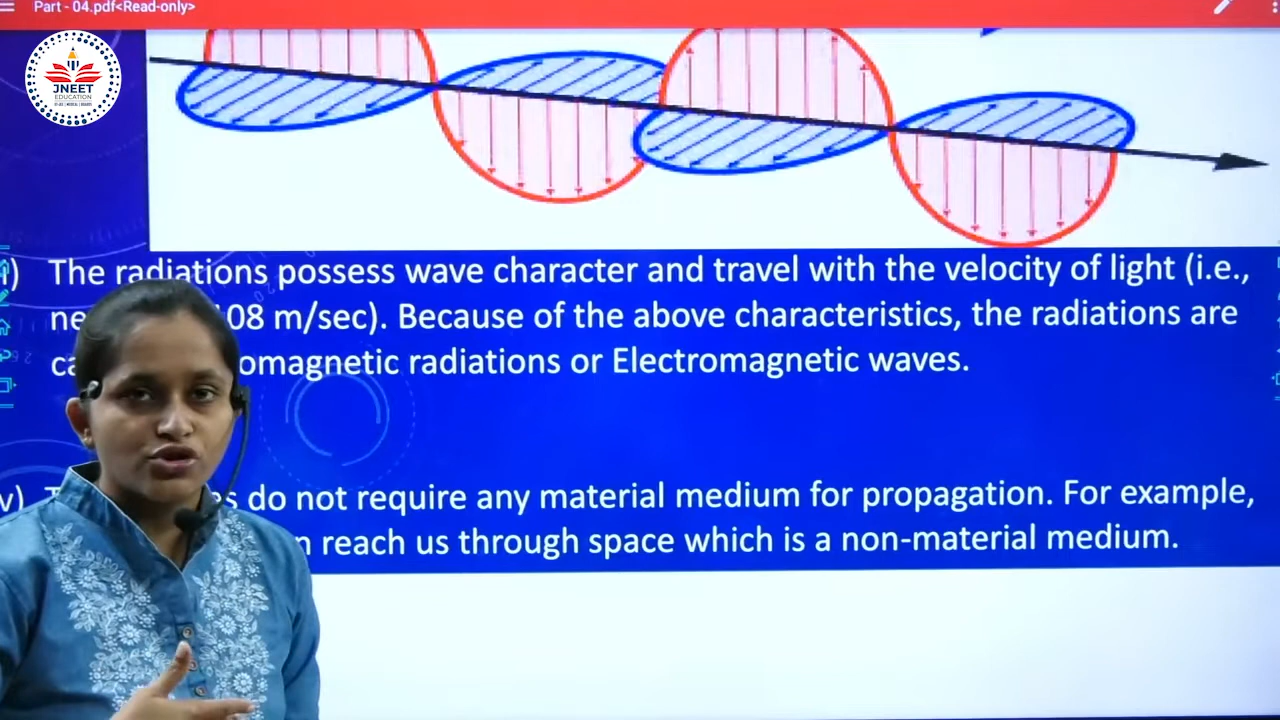 Part - 04.pdf<Read-only>
JNEET
EDUCATION
The radiations possess wave character and travel with the velocity of light (i.e.,
08 m/sec). Because of the above characteristics, the radiations are
omagnetic radiations or Electromagnetic waves.
do not require any material medium for propagation. For example,
reach us through space which is a non-material medium.